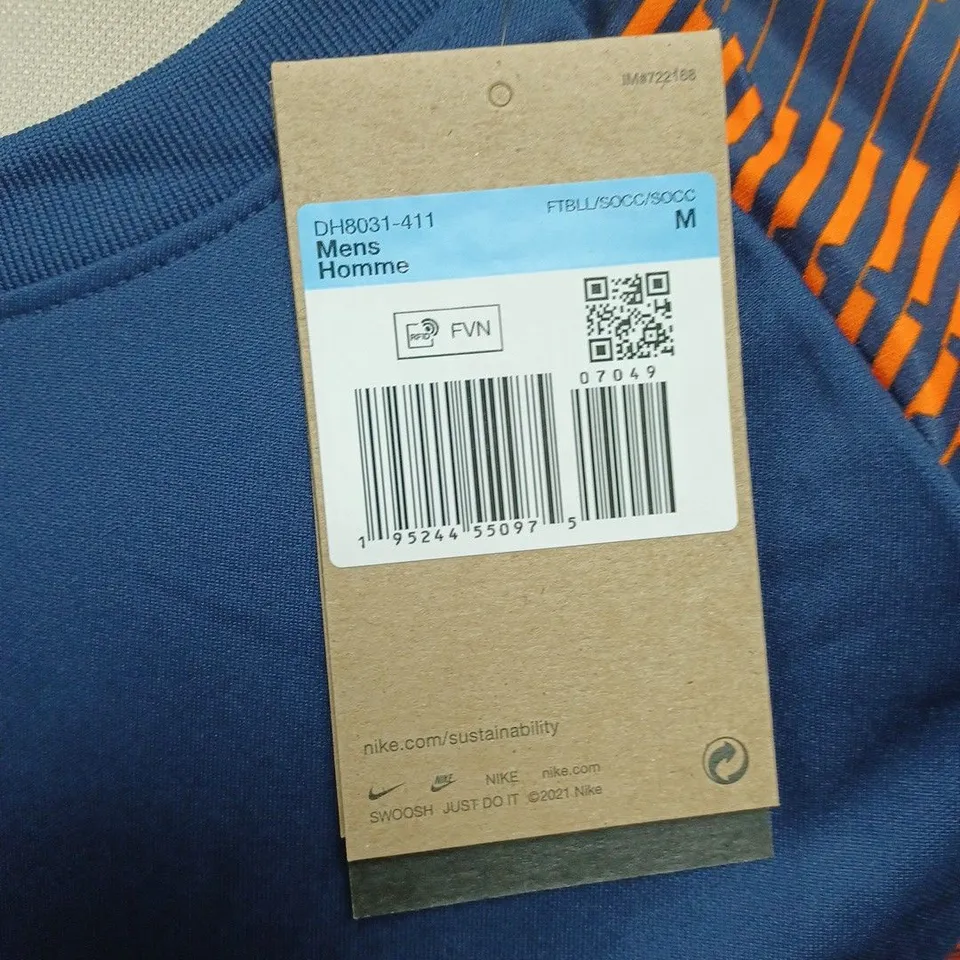 IM#722168
DH8031-411
FTBLL/SOCC/SOCC
Mens
M
Homme
RFID FVN
07049
1 95244 55097 5
nike.com/sustainability
NIKE NIKE nike.com
SWOOSH JUST DO IT ©2021 Nike